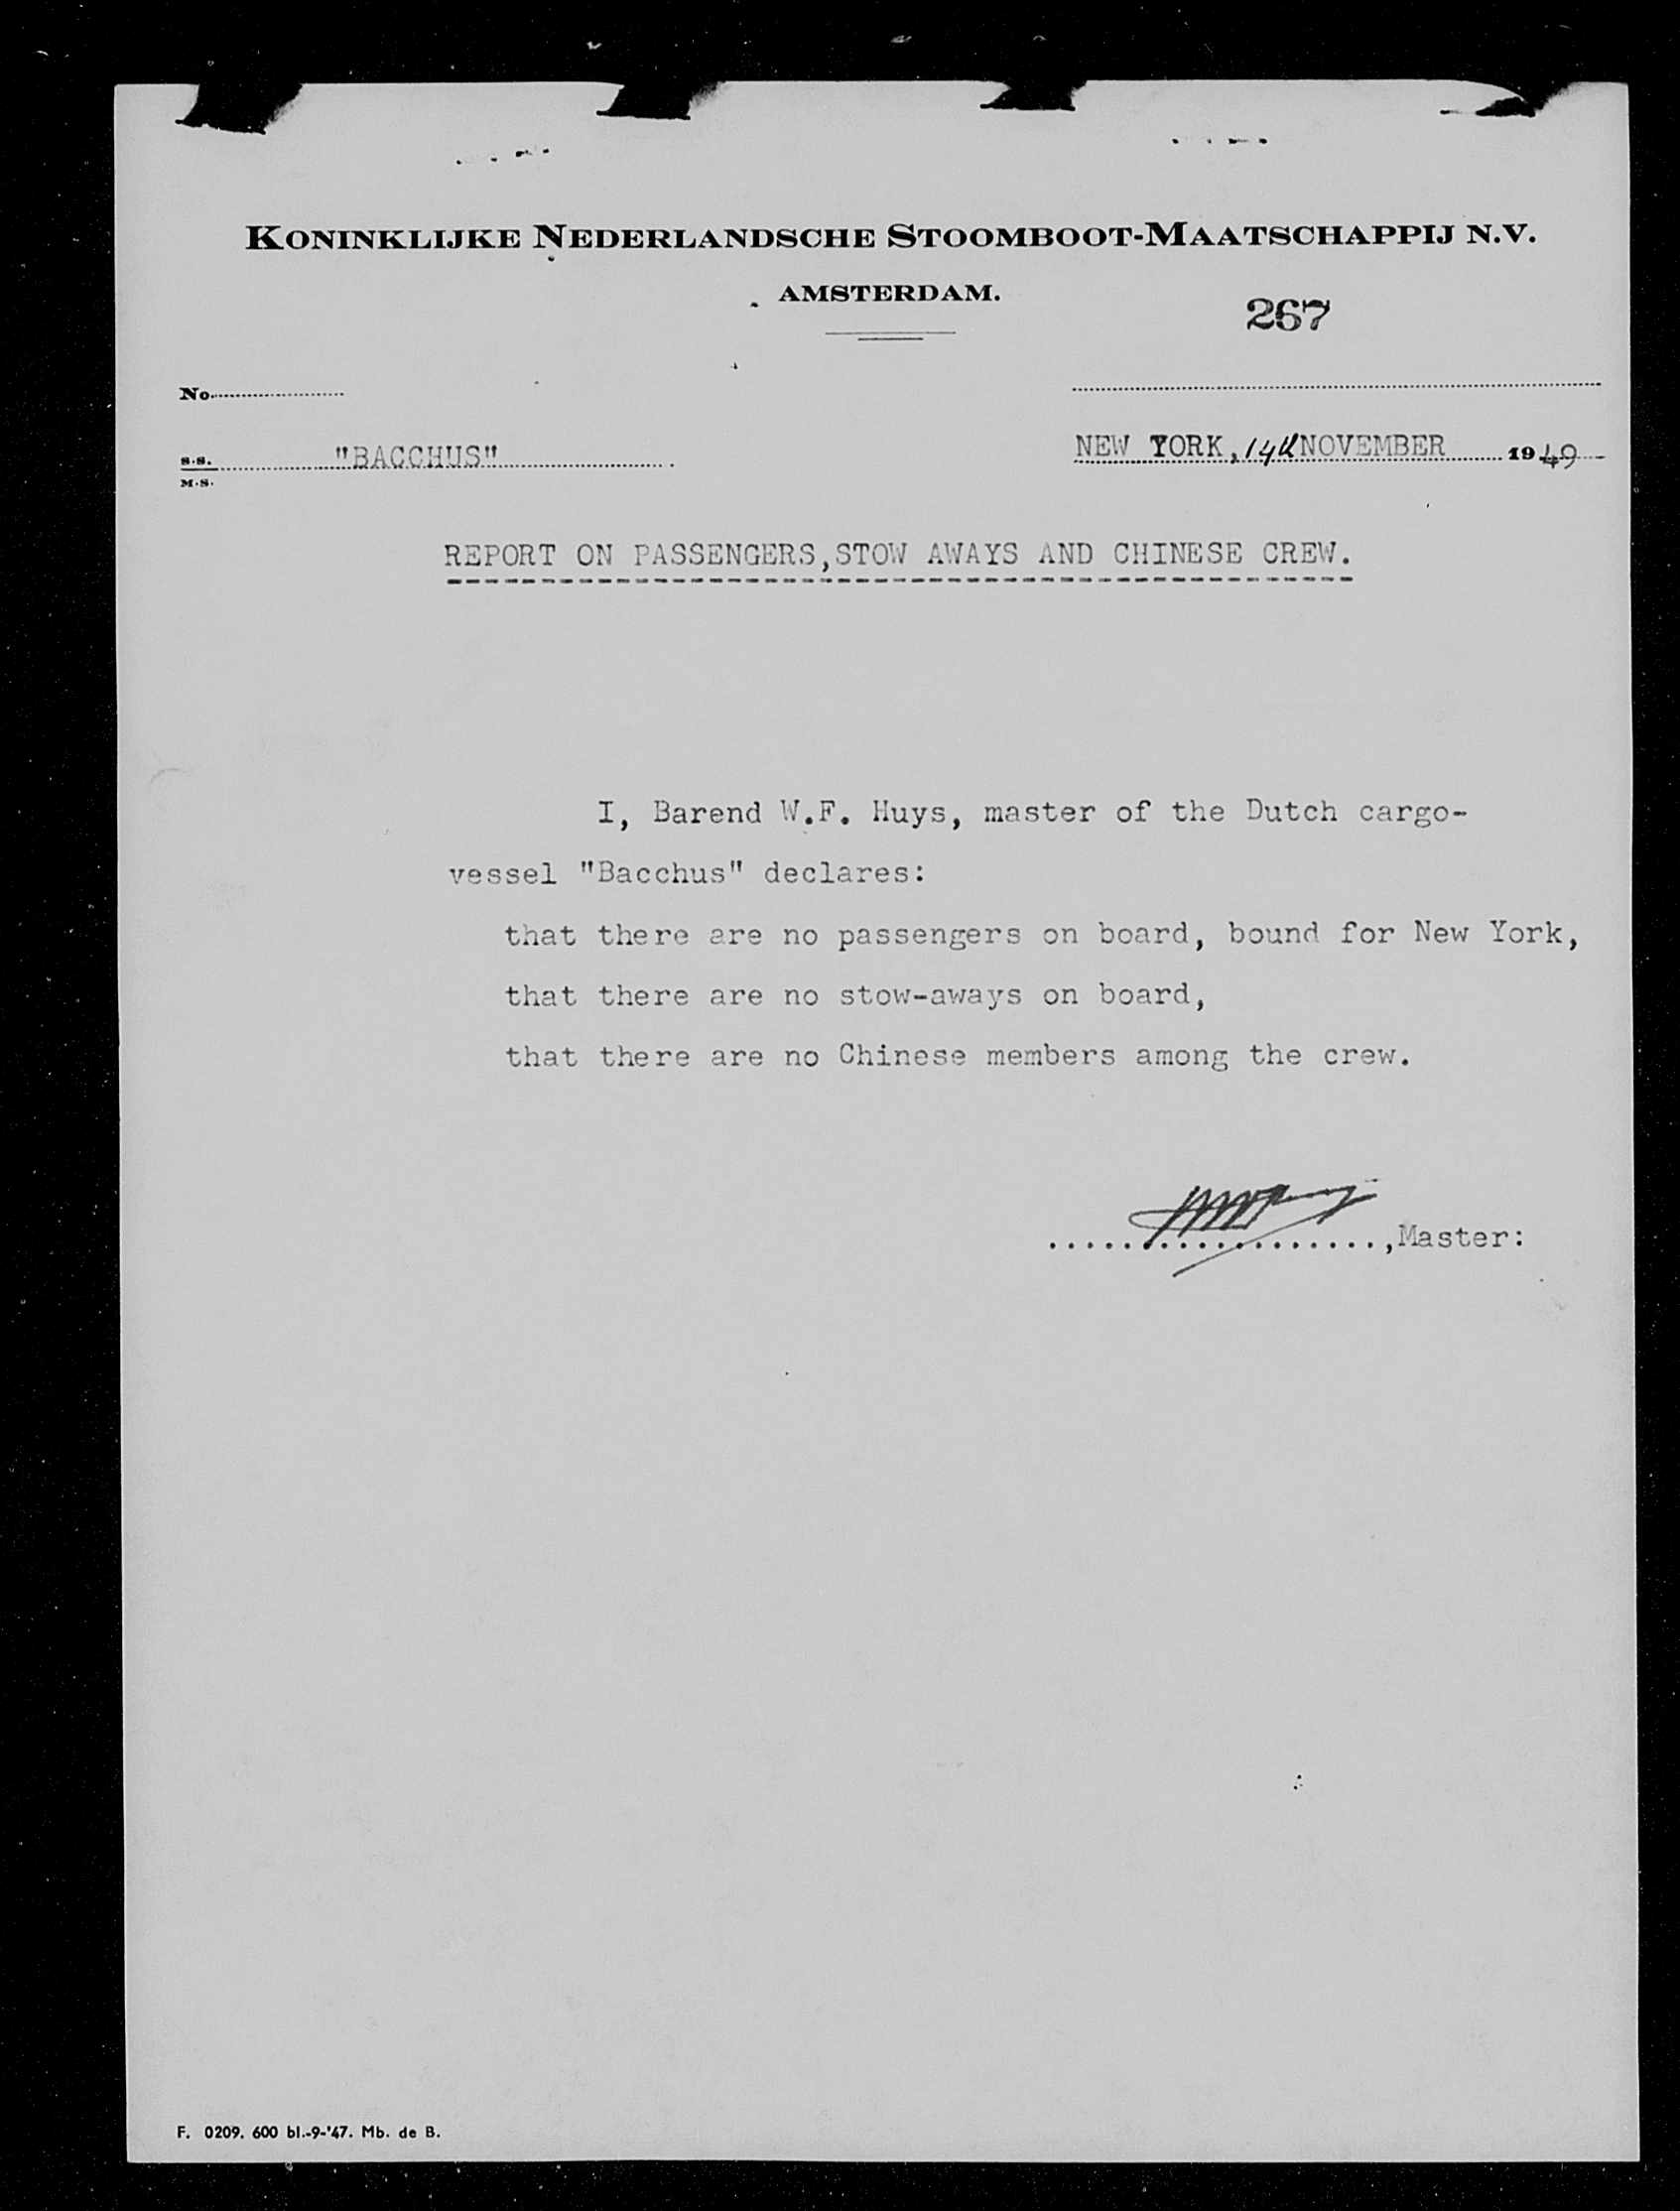 KONINKLIJKE NEDERLANDSCHE STOOMBOOT-MAATSCHAPPIJ N.V.
AMSTERDAM.
267
No.
s.s. "BACCHUS" NEW YORK, 14th NOVEMBER 1949
M.S.
REPORT ON PASSENGERS, STOW AWAYS AND CHINESE CREW.
I, Barend W.F. Huys, master of the Dutch cargo-
vessel "Bacchus" declares:
that there are no passengers on board, bound for New York,
that there are no stow-aways on board,
that there are no Chinese members among the crew.
..................,Master:
F. 0209. 600 bl.-9-'47. Mb. de B.